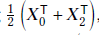 ½ (X₀ᵀ + X₂ᵀ),